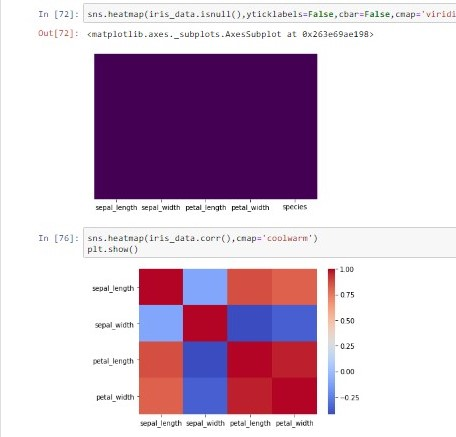 In [72]: sns.heatmap(iris_data.isnull(),yticklabels=False,cbar=False,cmap='viridi
Out[72]: <matplotlib.axes._subplots.AxesSubplot at 0x263e69ae198>
sepal_length sepal_width petal_length petal_width species
In [76]: sns.heatmap(iris_data.corr(),cmap='coolwarm')
plt.show()
1.00
sepal_length
0.75
sepal_width
0.50
0.25
petal_length
0.00
petal_width
−0.25
sepal_length sepal_width petal_length petal_width